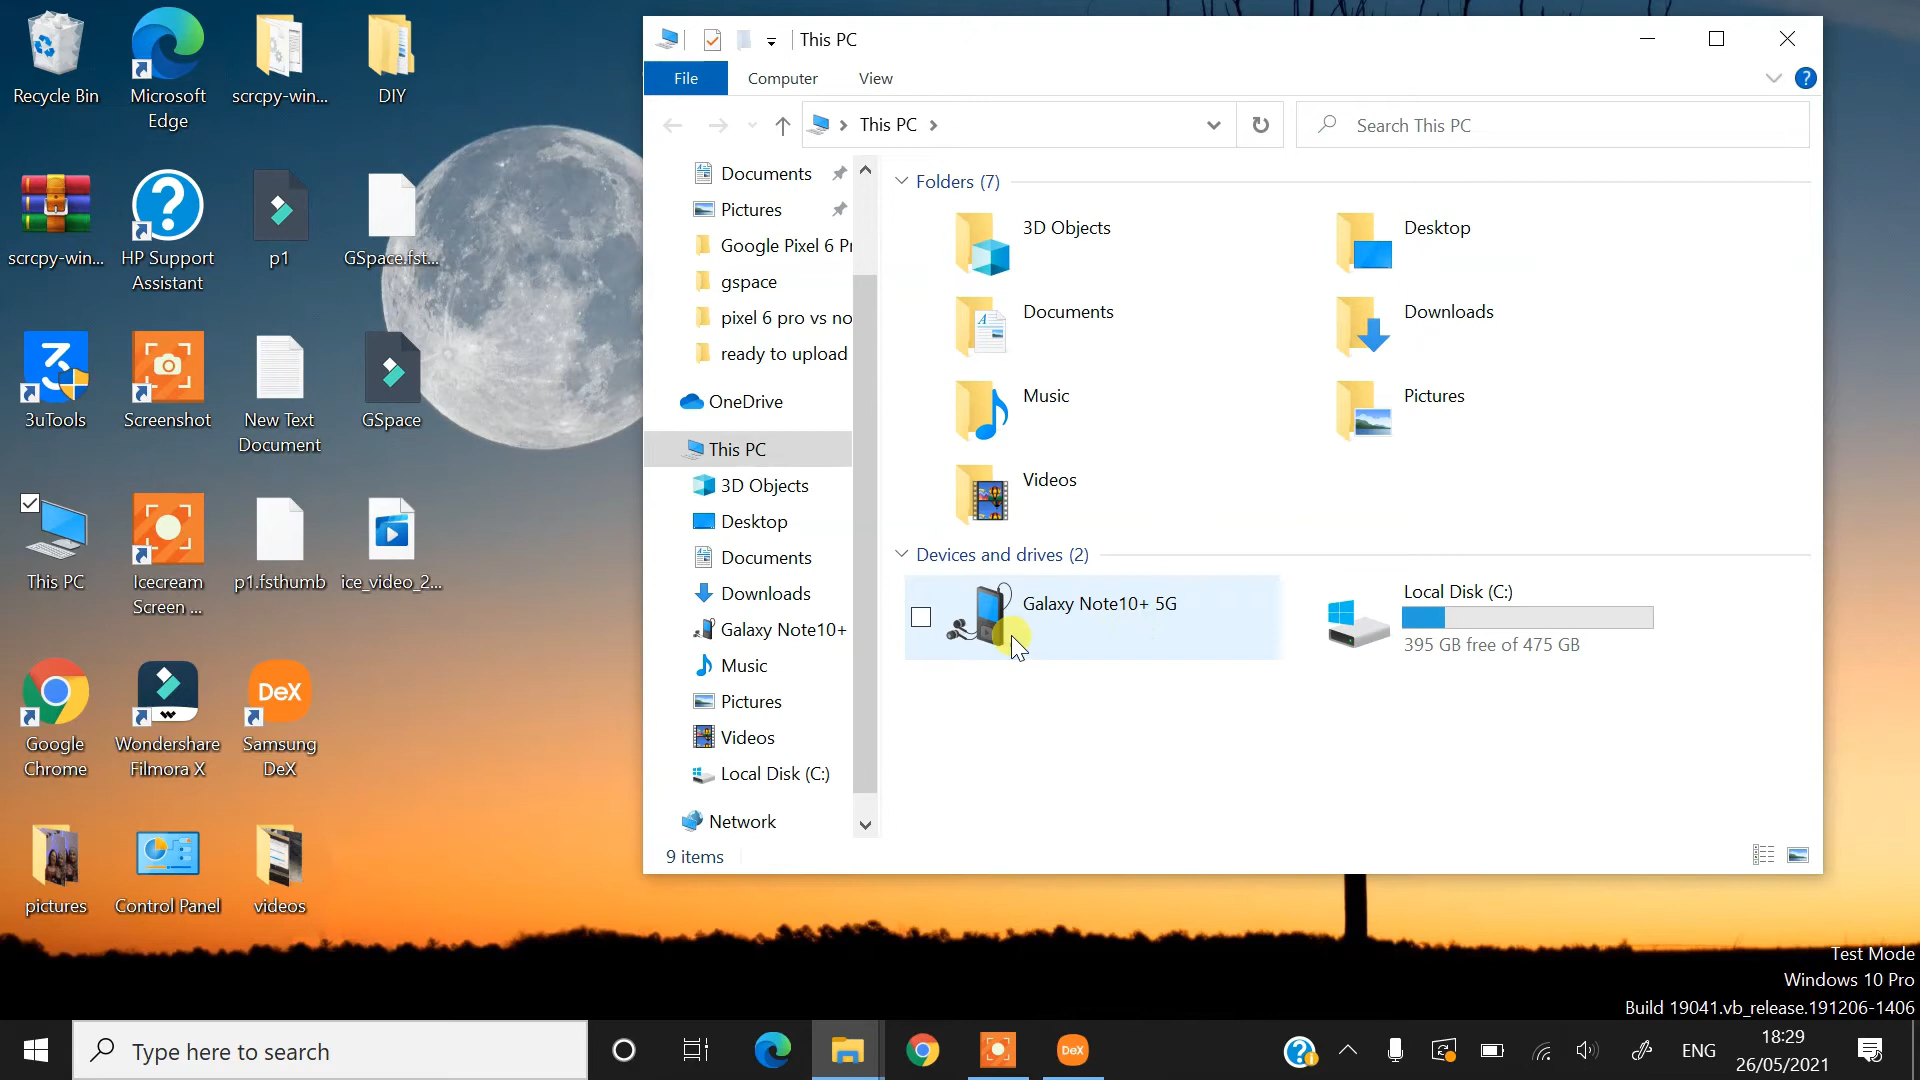 Recycle Bin
Microsoft
Edge
scrcpy-win...
DIY
scrcpy-win...
HP Support
Assistant
p1
GSpace.fst...
3uTools
Screenshot
New Text
Document
GSpace
This PC
Icecream
Screen ...
p1.fsthumb
ice_video_2...
Google
Chrome
Wondershare
Filmora X
DeX
Samsung
DeX
pictures
Control Panel
videos
This PC
File
Computer
View
This PC
Search This PC
Documents
Pictures
Google Pixel 6 Pr
gspace
pixel 6 pro vs no
ready to upload
OneDrive
This PC
3D Objects
Desktop
Documents
Downloads
Galaxy Note10+
Music
Pictures
Videos
Local Disk (C:)
Network
Folders (7)
3D Objects
Desktop
Documents
Downloads
Music
Pictures
Videos
Devices and drives (2)
Galaxy Note10+ 5G
Local Disk (C:)
395 GB free of 475 GB
9 items
Test Mode
Windows 10 Pro
Build 19041.vb_release.191206-1406
Type here to search
DeX
ENG
18:29
26/05/2021